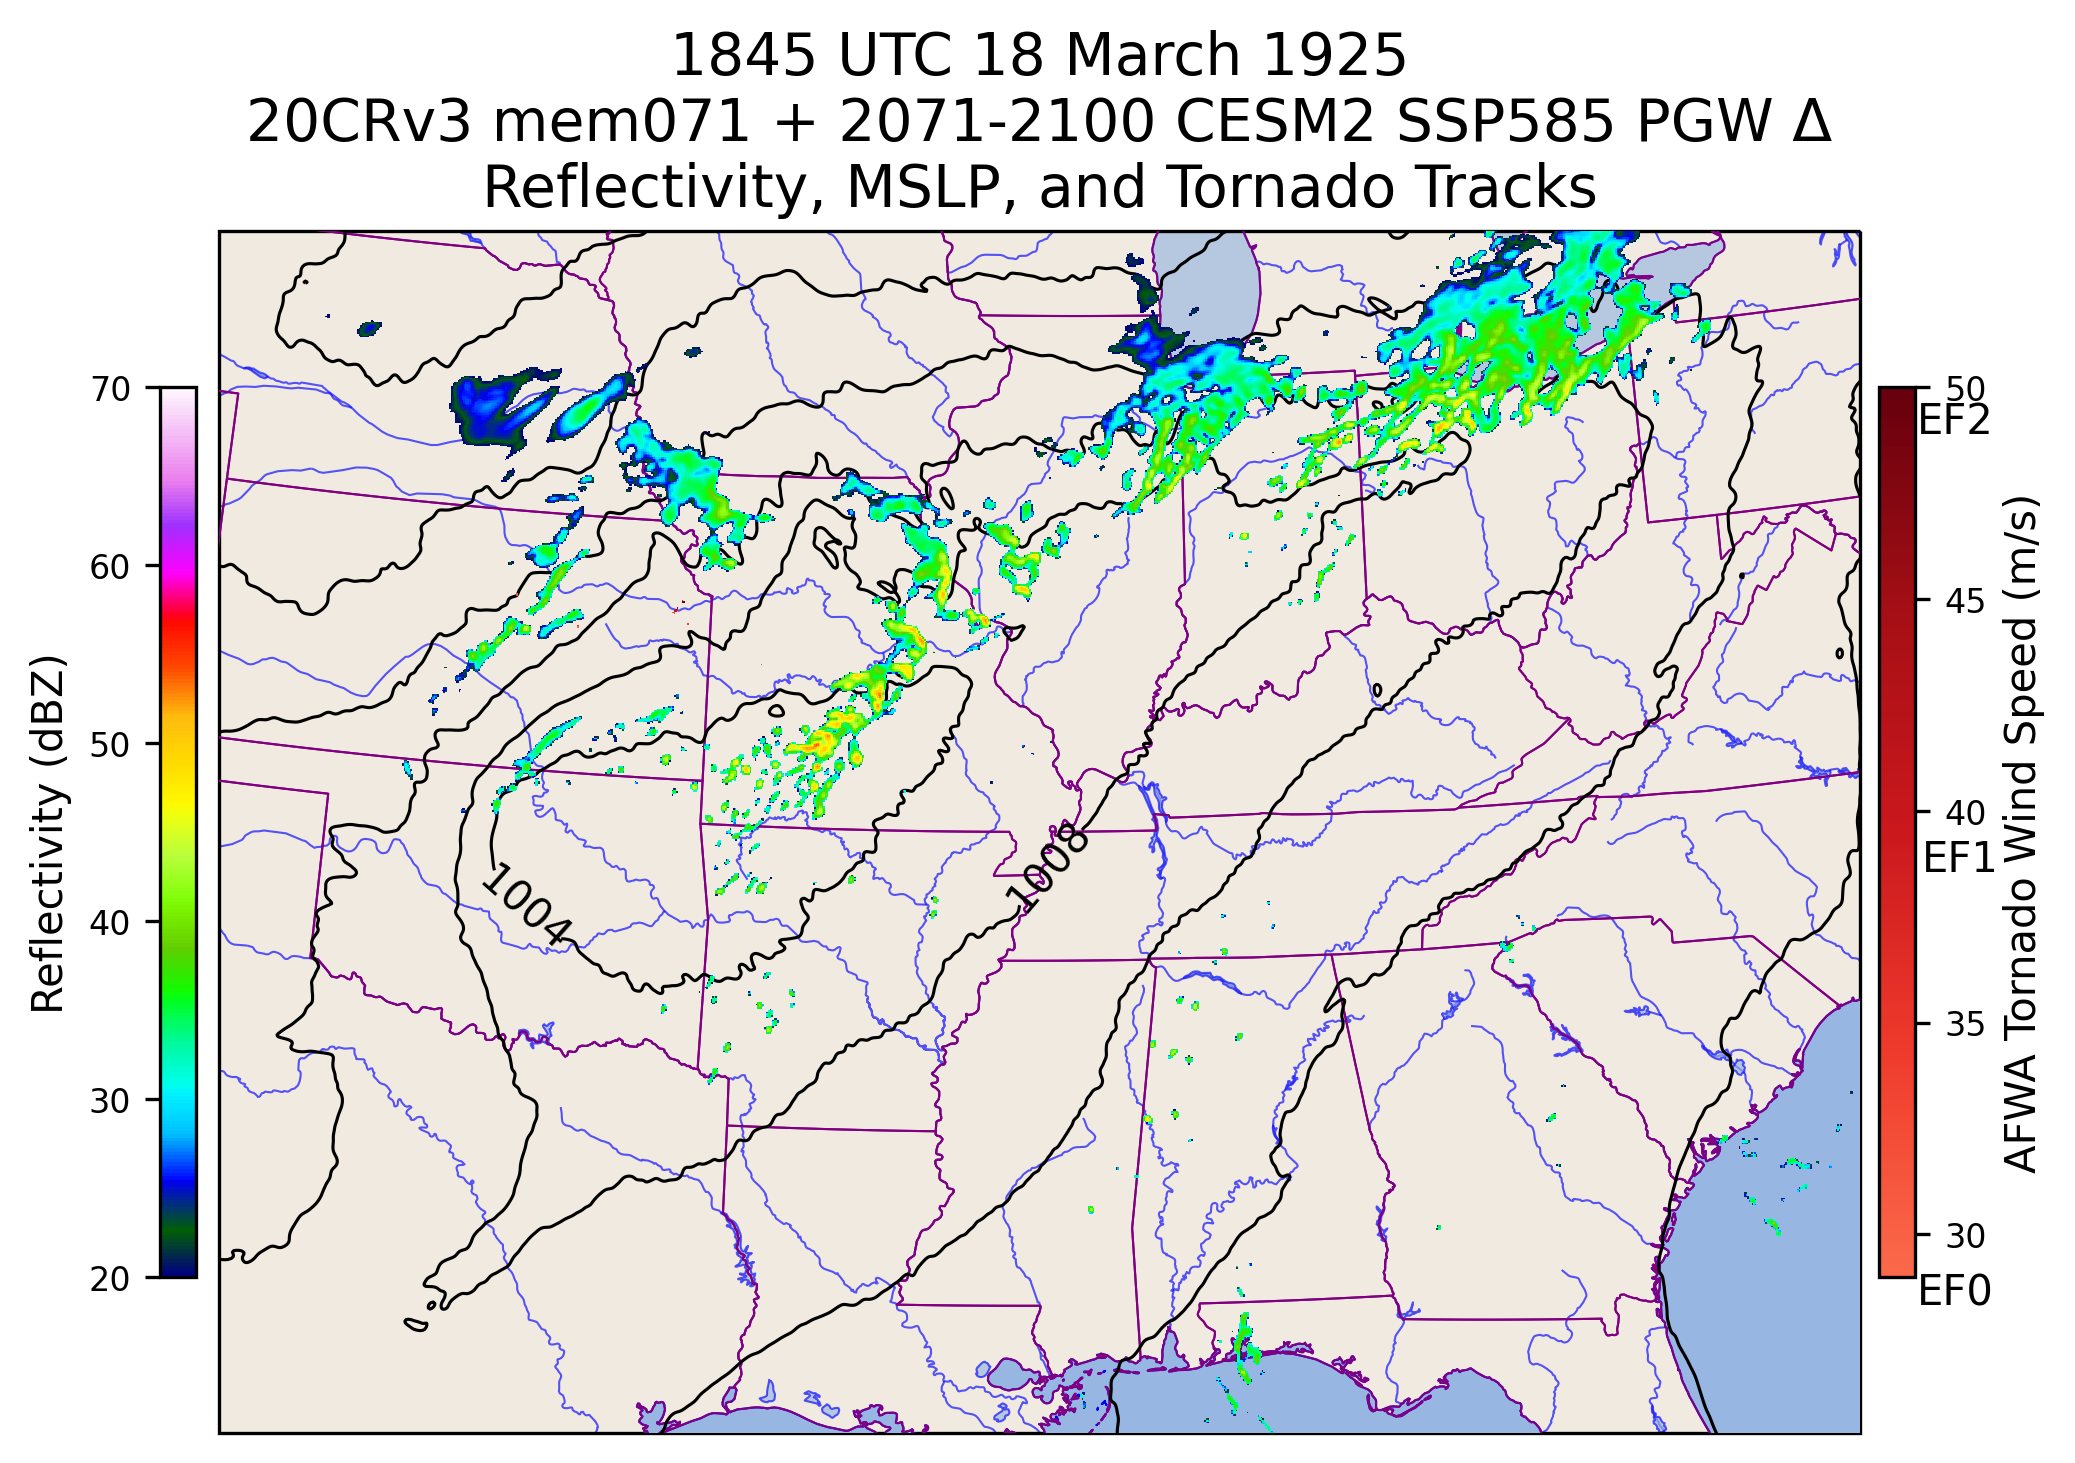 1845 UTC 18 March 1925
20CRv3 mem071 + 2071-2100 CESM2 SSP585 PGW Δ
Reflectivity, MSLP, and Tornado Tracks
70
60
50
40
30
20
Reflectivity (dBZ)
1004
1008
50
EF2
45
40
EF1
35
30
EF0
AFWA Tornado Wind Speed (m/s)